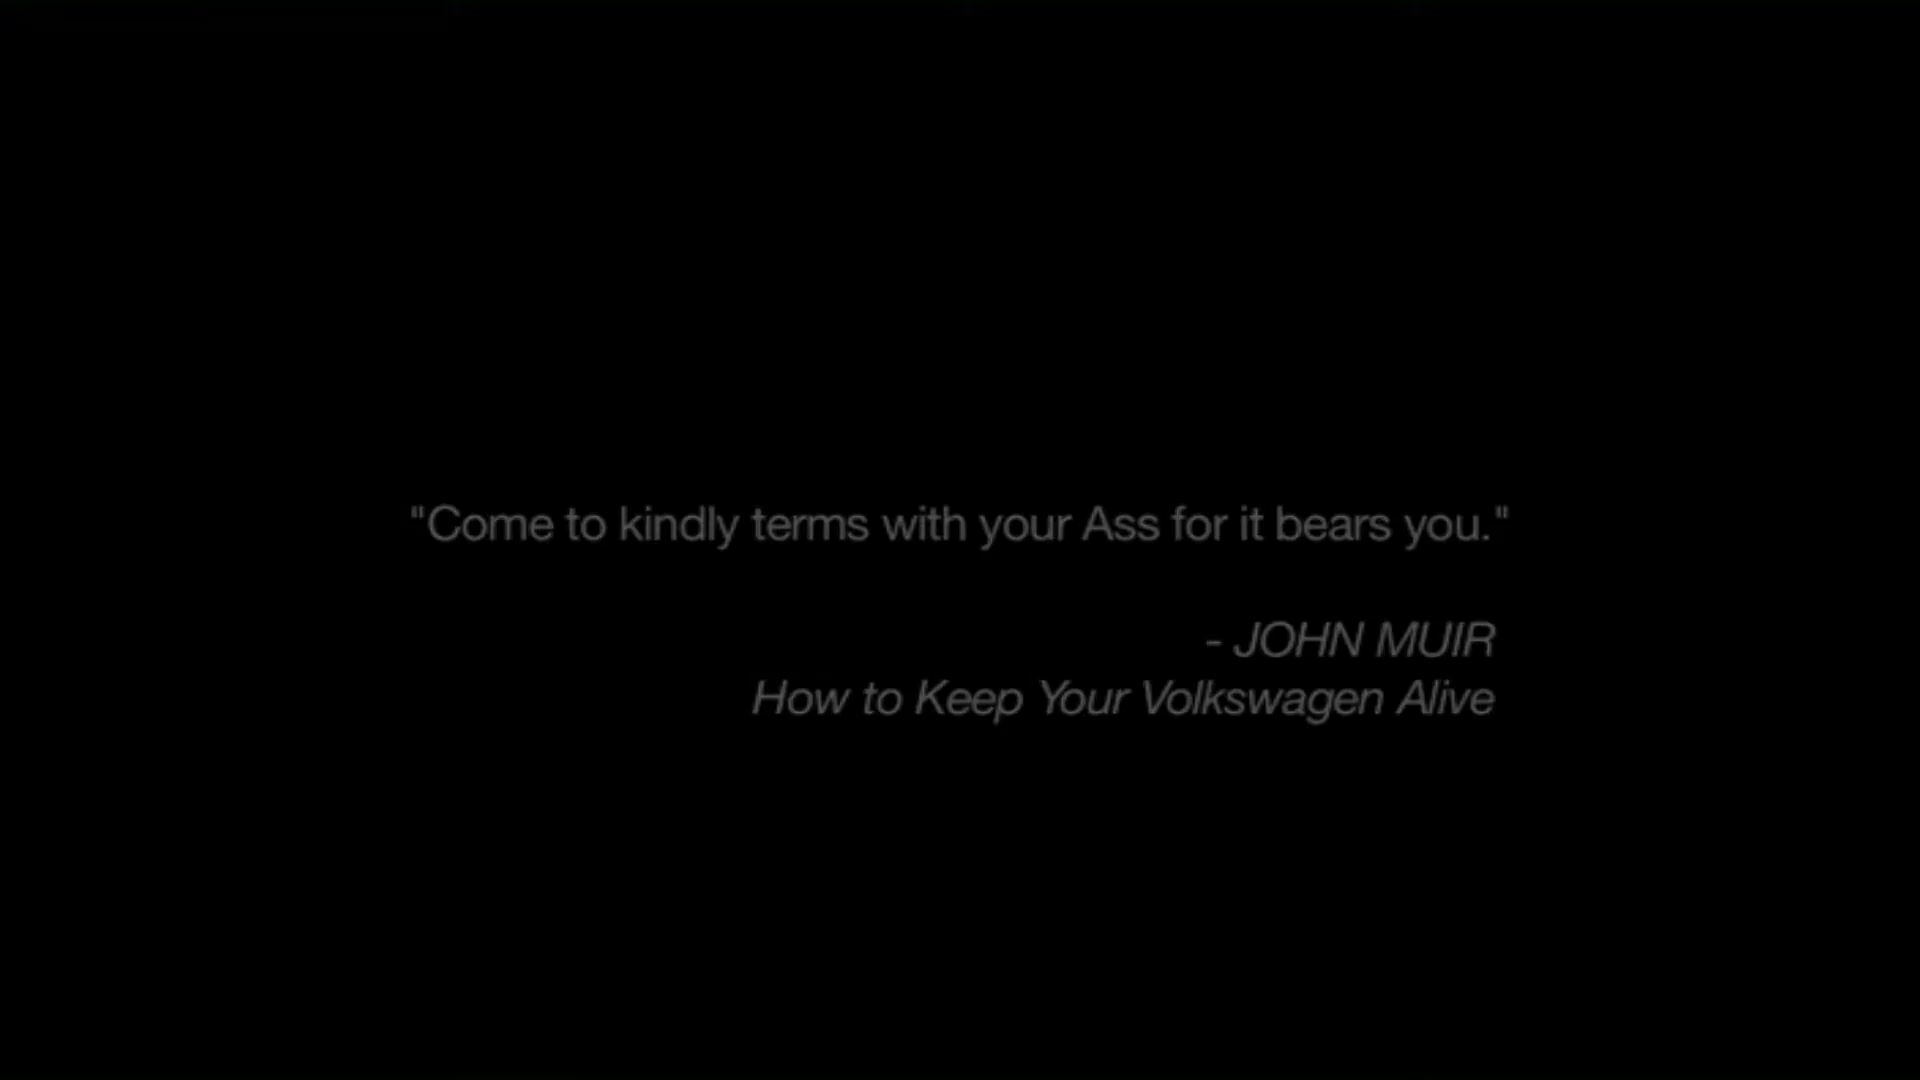 "Come to kindly terms with your Ass for it bears you."
- JOHN MUIR
How to Keep Your Volkswagen Alive